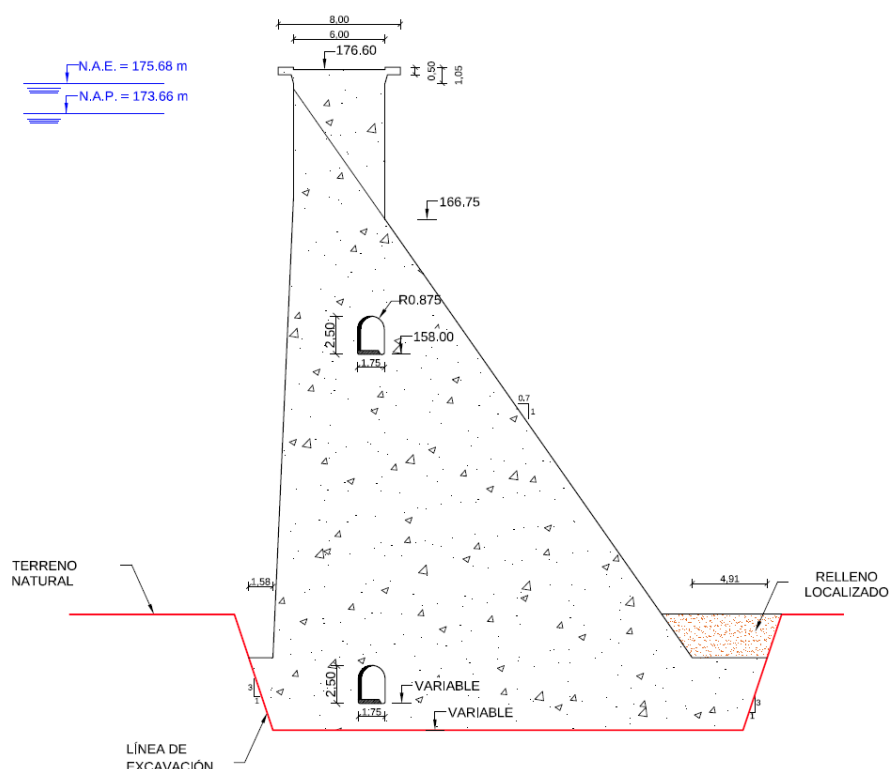 8,00
6,00
176.60
N.A.E. = 175.68 m
N.A.P. = 173.66 m
0,50
1,05
166,75
R0.875
2,50
158.00
1.75
0.7
1
1,58
4,91
TERRENO
NATURAL
RELLENO
LOCALIZADO
2,50
VARIABLE
1.75
VARIABLE
3
1
3
1
LÍNEA DE
EXCAVACIÓN